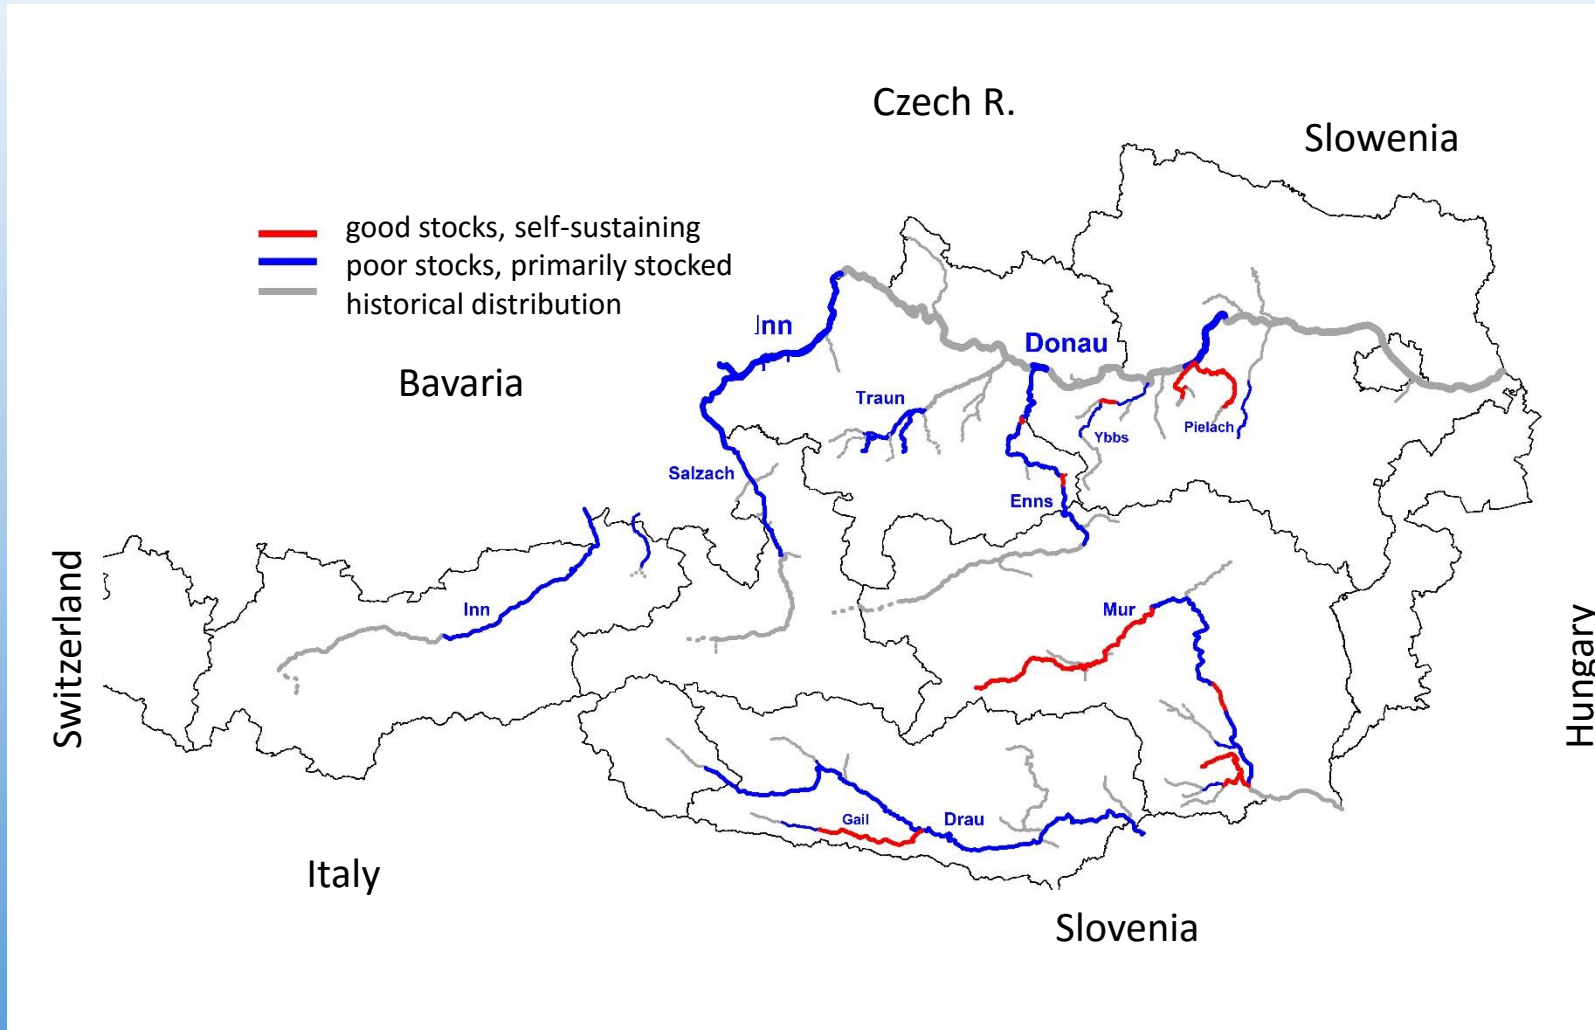 Czech R.
Slowenia
good stocks, self-sustaining
poor stocks, primarily stocked
historical distribution
Inn
Donau
Bavaria
Traun
Ybbs
Pielach
Salzach
Enns
Switzerland
Inn
Mur
Hungary
Gail
Drau
Italy
Slovenia